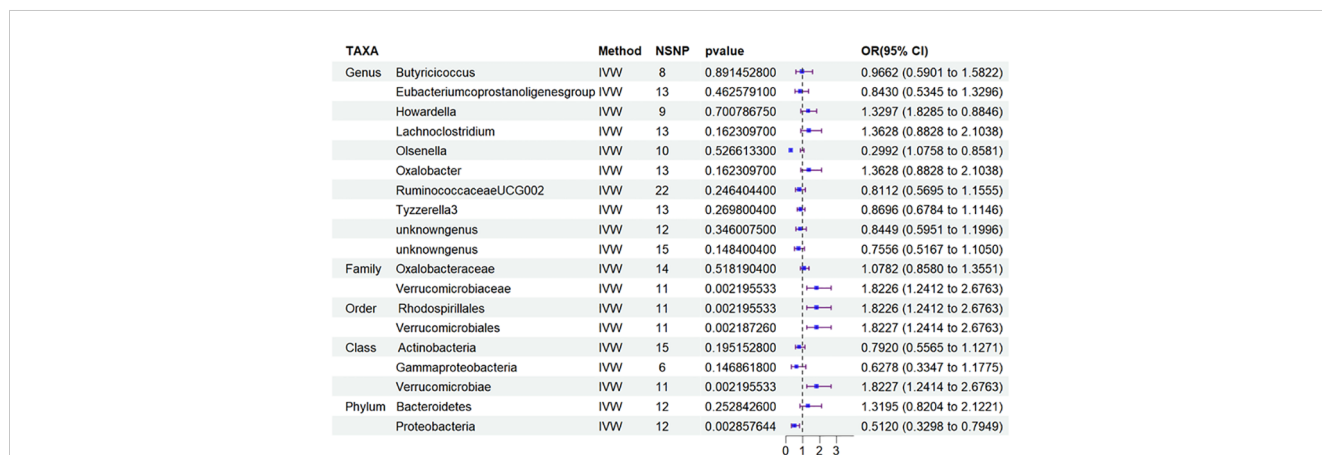 TAXA Method NSNP pvalue OR(95% CI)
Genus Butyricicoccus IVW 8 0.891452800 0.9662 (0.5901 to 1.5822)
Eubacteriumcoprostanoligenesgroup IVW 13 0.462579100 0.8430 (0.5345 to 1.3296)
Howardella IVW 9 0.700786750 1.3297 (1.8285 to 0.8846)
Lachnoclostridium IVW 13 0.162309700 1.3628 (0.8828 to 2.1038)
Olsenella IVW 10 0.526613300 0.2992 (1.0758 to 0.8581)
Oxalobacter IVW 13 0.162309700 1.3628 (0.8828 to 2.1038)
RuminococcaceaeUCG002 IVW 22 0.246404400 0.8112 (0.5695 to 1.1555)
Tyzzerella3 IVW 13 0.269800400 0.8696 (0.6784 to 1.1146)
unknowngenus IVW 12 0.346007500 0.8449 (0.5951 to 1.1996)
unknowngenus IVW 15 0.148400400 0.7556 (0.5167 to 1.1050)
Family Oxalobacteraceae IVW 14 0.518190400 1.0782 (0.8580 to 1.3551)
Verrucomicrobiaceae IVW 11 0.002195533 1.8226 (1.2412 to 2.6763)
Order Rhodospirillales IVW 11 0.002195533 1.8226 (1.2412 to 2.6763)
Verrucomicrobiales IVW 11 0.002187260 1.8227 (1.2414 to 2.6763)
Class Actinobacteria IVW 15 0.195152800 0.7920 (0.5565 to 1.1271)
Gammaproteobacteria IVW 6 0.146861800 0.6278 (0.3347 to 1.1775)
Verrucomicrobiae IVW 11 0.002195533 1.8227 (1.2414 to 2.6763)
Phylum Bacteroidetes IVW 12 0.252842600 1.3195 (0.8204 to 2.1221)
Proteobacteria IVW 12 0.002857644 0.5120 (0.3298 to 0.7949)
0 1 2 3